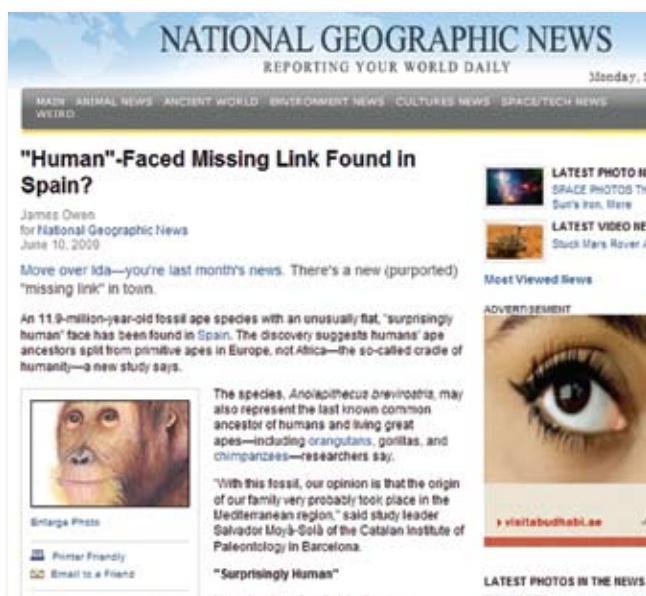 NATIONAL GEOGRAPHIC NEWS
REPORTING YOUR WORLD DAILY
Monday,
MAIN ANIMAL NEWS ANCIENT WORLD ENVIRONMENT NEWS CULTURES NEWS SPACE/TECH NEWS
WEIRD
"Human"-Faced Missing Link Found in
Spain?
James Owen
for National Geographic News
June 10, 2009
Move over Ida—you're last month's news. There's a new (purported)
"missing link" in town.
An 11.9-million-year-old fossil ape species with an unusually flat, "surprisingly
human" face has been found in Spain. The discovery suggests humans' ape
ancestors split from primitive apes in Europe, not Africa—the so-called cradle of
humanity—a new study says.
The species, Anoiapithecus brevirostris, may
also represent the last known common
ancestor of humans and living great
apes—including orangutans, gorillas, and
chimpanzees—researchers say.
"With this fossil, our opinion is that the origin
of our family very probably took place in the
Mediterranean region," said study leader
Salvador Moyà-Solà of the Catalan Institute of
Paleontology in Barcelona.
"Surprisingly Human"
Enlarge Photo
Printer Friendly
Email to a Friend
LATEST PHOTO
SPACE PHOTOS
Sun's Iron, More
LATEST VIDEO
Stuck Mars Rover
Most Viewed News
ADVERTISEMENT
visitabudhabi.ae
LATEST PHOTOS IN THE NEWS